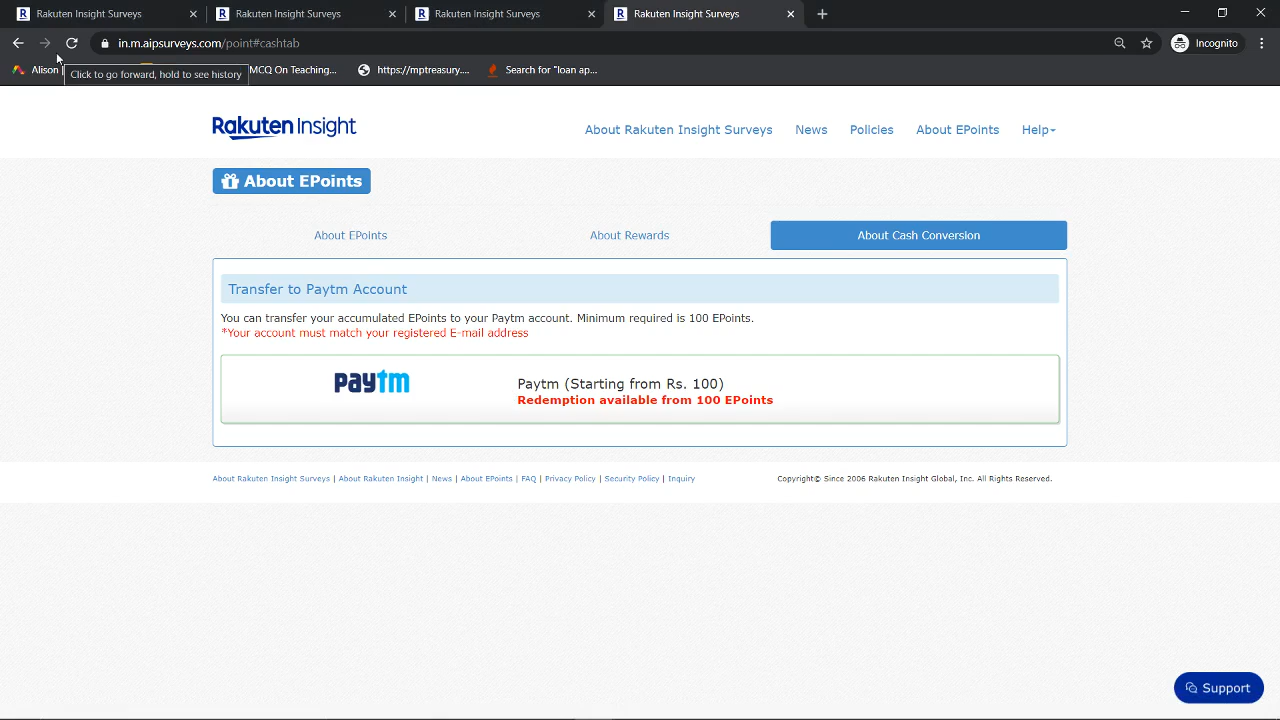 Rakuten Insight Surveys
Rakuten Insight Surveys
Rakuten Insight Surveys
Rakuten Insight Surveys
in.m.aipsurveys.com/point#cashtab
Incognito
Alison
MCQ On Teaching...
https://mptreasury....
Search for "loan ap...
Click to go forward, hold to see history
Rakuten Insight
About Rakuten Insight Surveys
News
Policies
About EPoints
Help
About EPoints
About EPoints
About Rewards
About Cash Conversion
Transfer to Paytm Account
You can transfer your accumulated EPoints to your Paytm account. Minimum required is 100 EPoints.
*Your account must match your registered E-mail address
paytm
Paytm (Starting from Rs. 100)
Redemption available from 100 EPoints
About Rakuten Insight Surveys | About Rakuten Insight | News | About EPoints | FAQ | Privacy Policy | Security Policy | Inquiry
Copyright© Since 2006 Rakuten Insight Global, Inc. All Rights Reserved.
Support